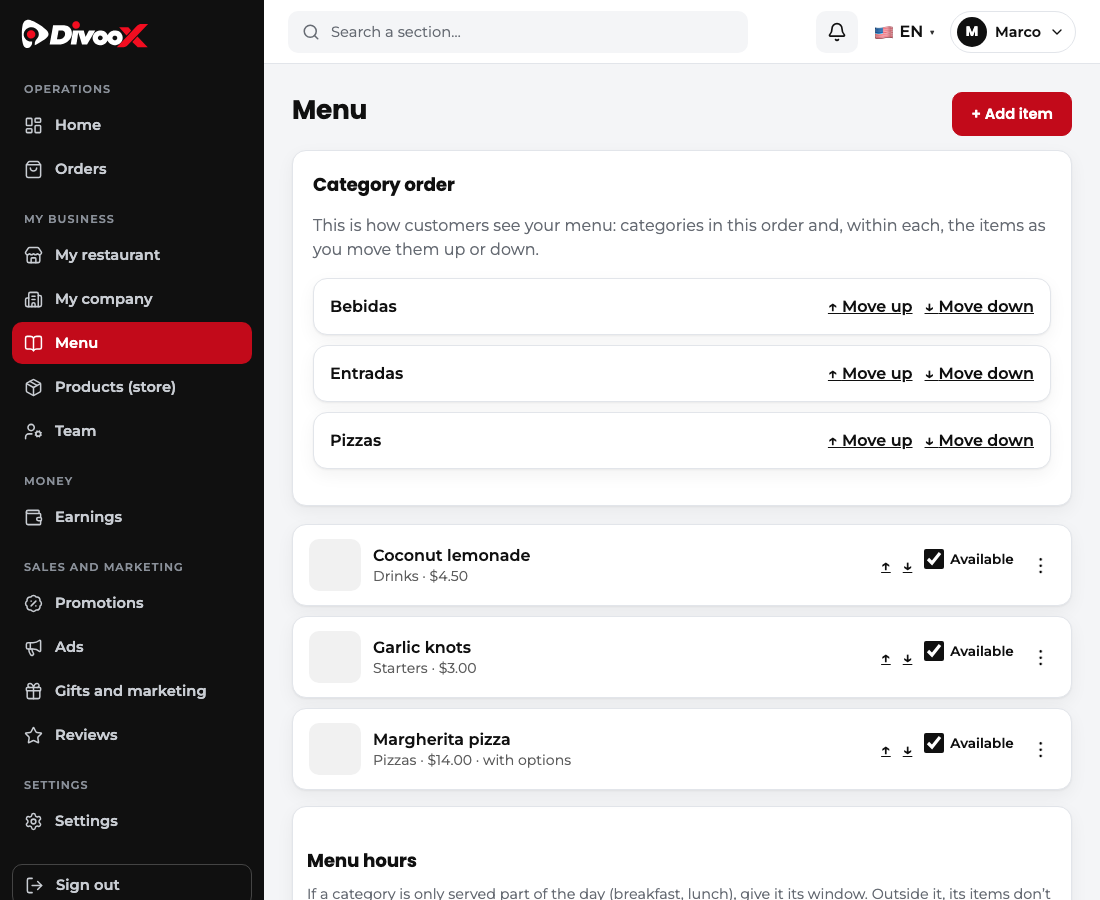 DivooX
Search a section...
EN
M
Marco
OPERATIONS
Home
Orders
MY BUSINESS
My restaurant
My company
Menu
Products (store)
Team
MONEY
Earnings
SALES AND MARKETING
Promotions
Ads
Gifts and marketing
Reviews
SETTINGS
Settings
Sign out
Menu
+ Add item
Category order
This is how customers see your menu: categories in this order and, within each, the items as
you move them up or down.
Bebidas
↑ Move up ↓ Move down
Entradas
↑ Move up ↓ Move down
Pizzas
↑ Move up ↓ Move down
Coconut lemonade
Drinks · $4.50
↑ ↓ Available
Garlic knots
Starters · $3.00
↑ ↓ Available
Margherita pizza
Pizzas · $14.00 · with options
↑ ↓ Available
Menu hours
If a category is only served part of the day (breakfast, lunch), give it its window. Outside it, its items don't